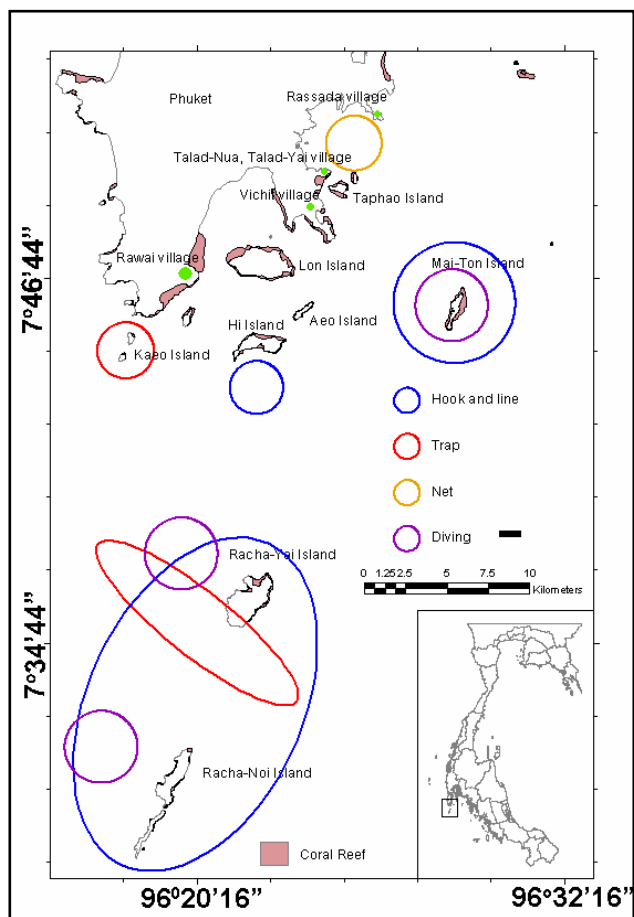 Phuket
Rassada village
Talad-Nua, Talad-Yai village
Vichit village
Taphao Island
Rawai village
Lon Island
Mai-Ton Island
7°46'44”
Hi Island
Aeo Island
Kaeo Island
Hook and line
Trap
Net
Diving
Racha-Yai Island
0 1.25 2.5 5 7.5 10
Kilometers
7°34'44”
Racha-Noi Island
Coral Reef
96°20'16”
96°32'16”